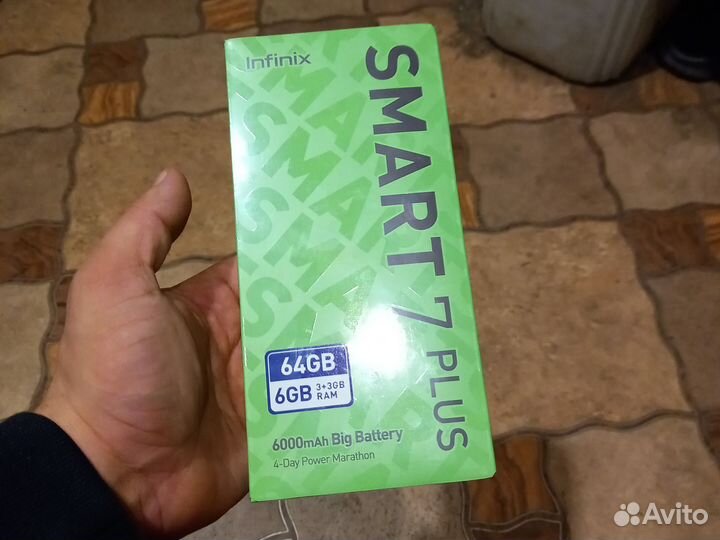 Infinix
SMART 7 PLUS
64GB
6GB 3+3GB RAM
6000mAh Big Battery
4-Day Power Marathon
Avito